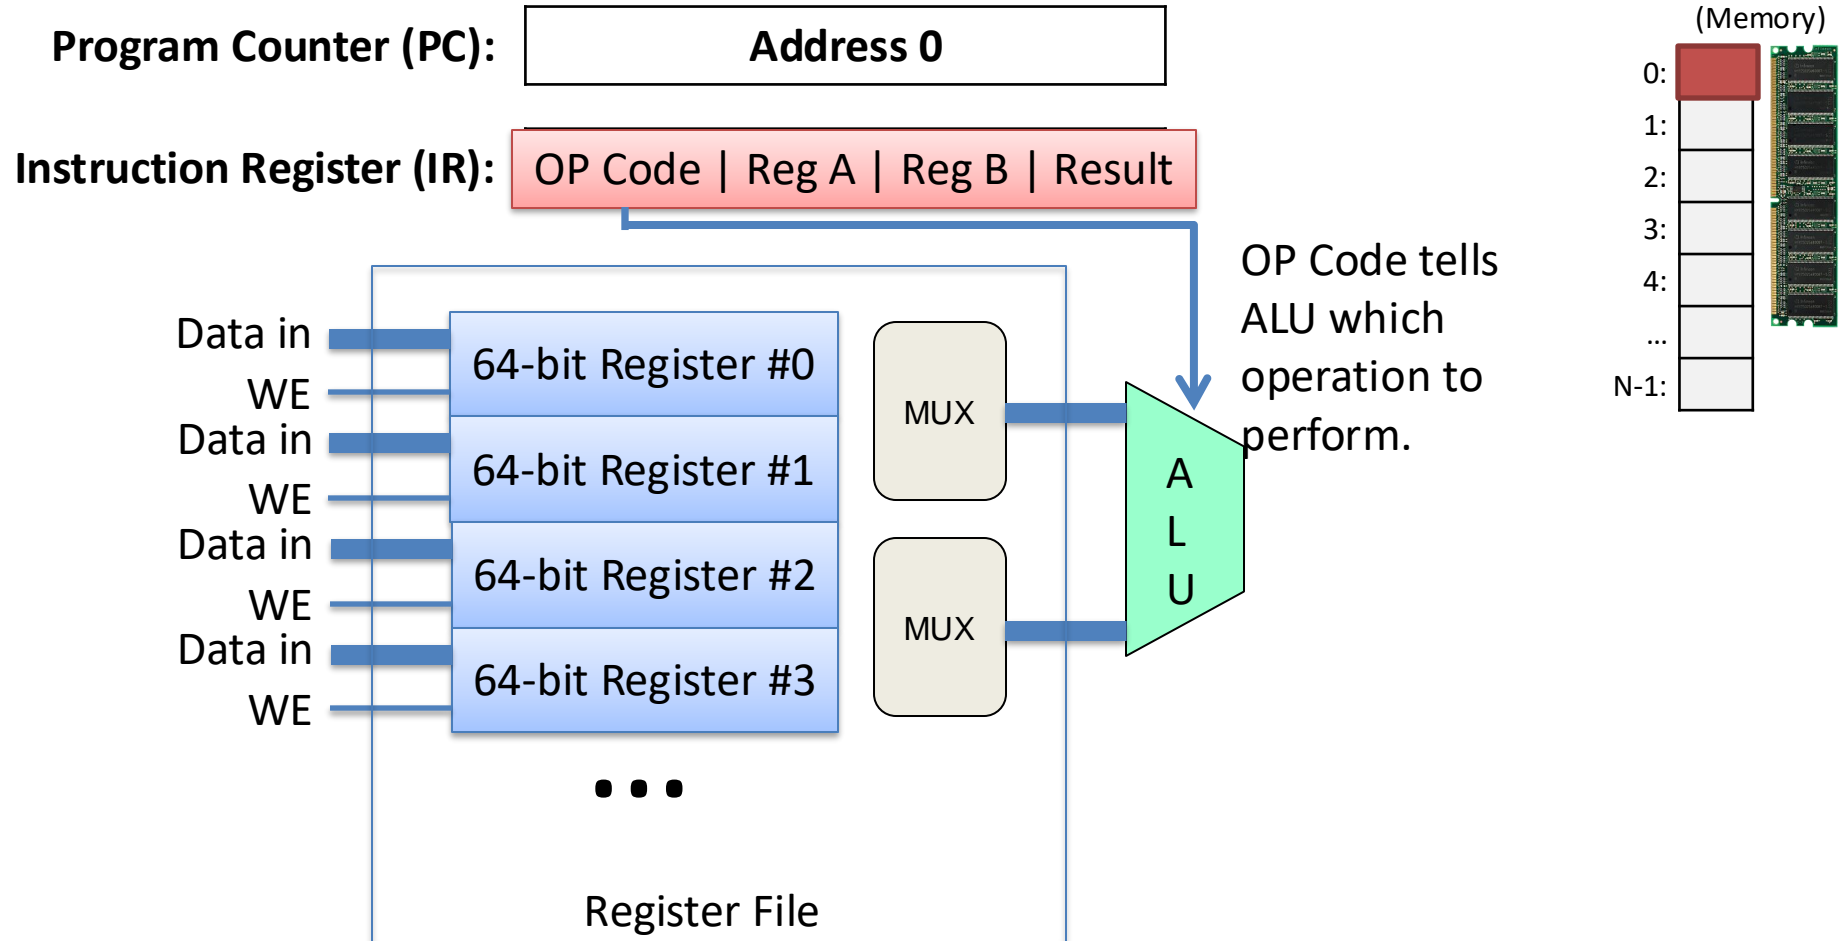 (Memory)
Program Counter (PC):
Address 0
0:
1:
2:
3:
4:
...
N-1:
Instruction Register (IR):
OP Code | Reg A | Reg B | Result
OP Code tells
ALU which
operation to
perform.
Data in
WE
Data in
WE
Data in
WE
Data in
WE
64-bit Register #0
64-bit Register #1
64-bit Register #2
64-bit Register #3
...
MUX
MUX
A
L
U
Register File